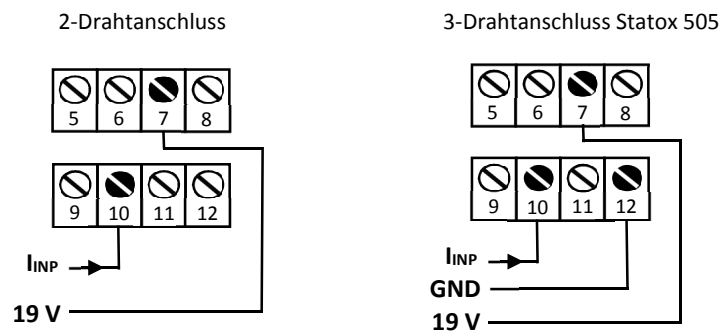 2-Drahtanschluss 3-Drahtanschluss Statox 505
5 6 7 8 5 6 7 8
9 10 11 12 9 10 11 12
IINP IINP
GND
19 V 19 V